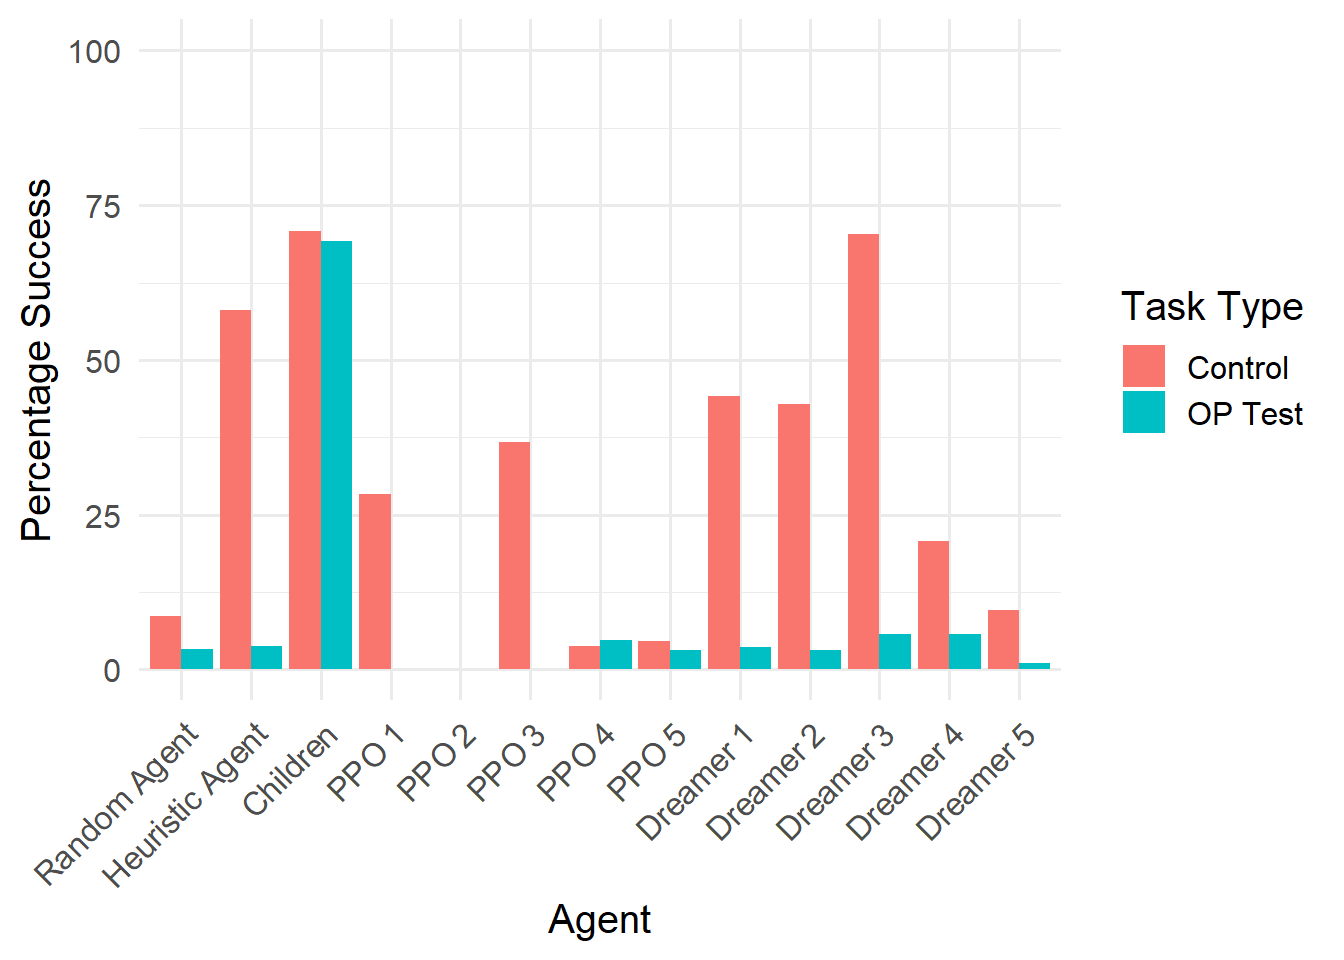 100
75
50
25
0
Percentage Success
Random Agent
Heuristic Agent
Children
PPO 1
PPO 2
PPO 3
PPO 4
PPO 5
Dreamer 1
Dreamer 2
Dreamer 3
Dreamer 4
Dreamer 5
Agent
Task Type
Control
OP Test